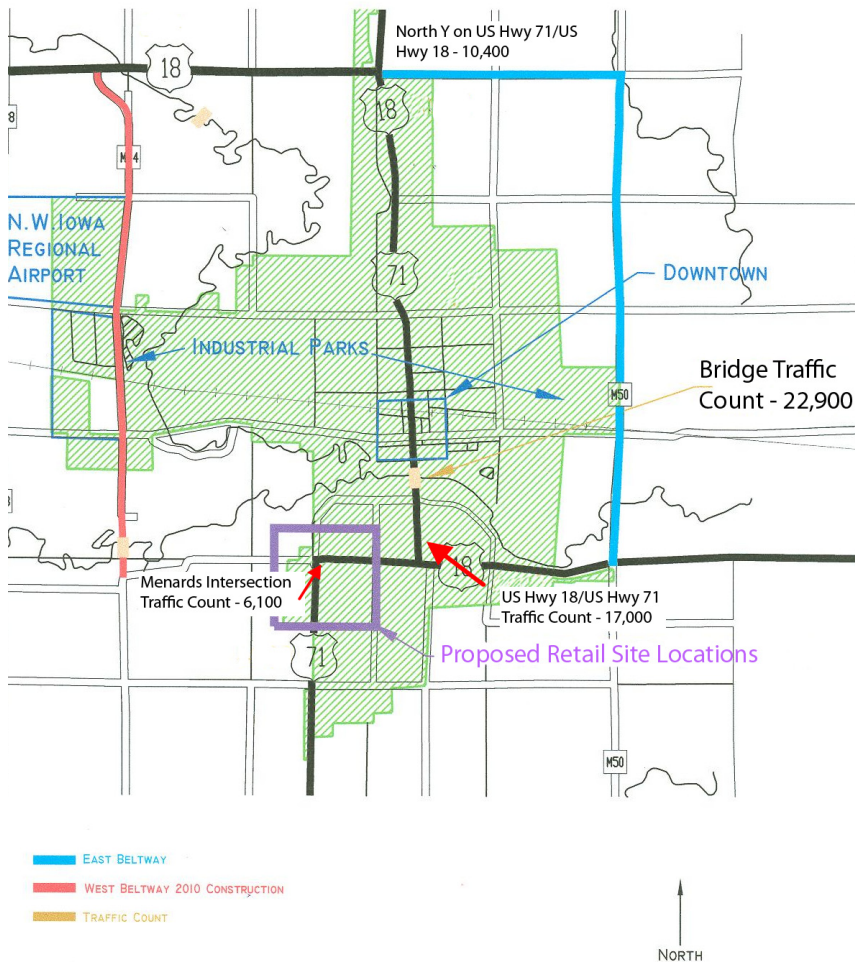 North Y on US Hwy 71/US
Hwy 18 - 10,400
18
18
8
N.W. IOWA
REGIONAL
AIRPORT
71
DOWNTOWN
INDUSTRIAL PARKS
Bridge Traffic
Count - 22,900
M50
18
Menards Intersection
Traffic Count - 6,100
US Hwy 18/US Hwy 71
Traffic Count - 17,000
71
Proposed Retail Site Locations
M50
EAST BELTWAY
WEST BELTWAY 2010 CONSTRUCTION
TRAFFIC COUNT
NORTH